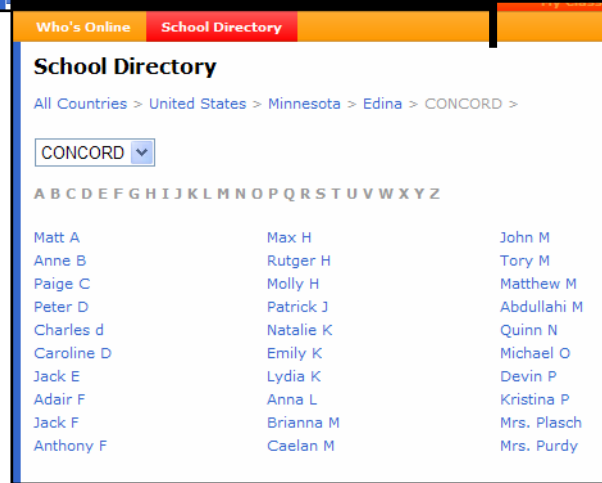 My Class
Who's Online School Directory
School Directory
All Countries > United States > Minnesota > Edina > CONCORD >
CONCORD
A B C D E F G H I J K L M N O P Q R S T U V W X Y Z
Matt A Max H John M
Anne B Rutger H Tory M
Paige C Molly H Matthew M
Peter D Patrick J Abdullahi M
Charles d Natalie K Quinn N
Caroline D Emily K Michael O
Jack E Lydia K Devin P
Adair F Anna L Kristina P
Jack F Brianna M Mrs. Plasch
Anthony F Caelan M Mrs. Purdy